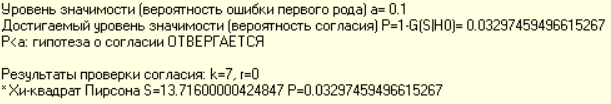 Уровень значимости (вероятность ошибки первого рода) a= 0.1
Достигаемый уровень значимости (вероятность согласия) P=1-G(S|H0)= 0.03297459496615267
P<a: гипотеза о согласии ОТВЕРГАЕТСЯ
Результаты проверки согласия: k=7, r=0
*Хи-квадрат Пирсона S=13.71600000424847 P=0.03297459496615267